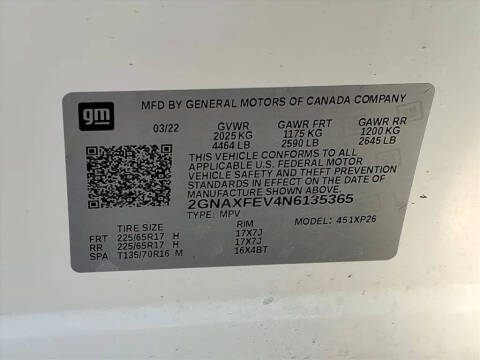 gm
MFD BY GENERAL MOTORS OF CANADA COMPANY
03/22 GVWR GAWR FRT GAWR RR
2025 KG 1175 KG 1200 KG
4464 LB 2590 LB 2645 LB
THIS VEHICLE CONFORMS TO ALL
APPLICABLE U.S. FEDERAL MOTOR
VEHICLE SAFETY STANDARDS
IN EFFECT ON THE DATE OF
MANUFACTURE SHOWN ABOVE.
2GNAXFEV4N6135365
TYPE: MPV MODEL: 451XP26
TIRE SIZE RIM
FRT 225/65R17 H 17X7J
RR 225/65R17 H 17X7J
SPA T135/70R16 M 16X4BT